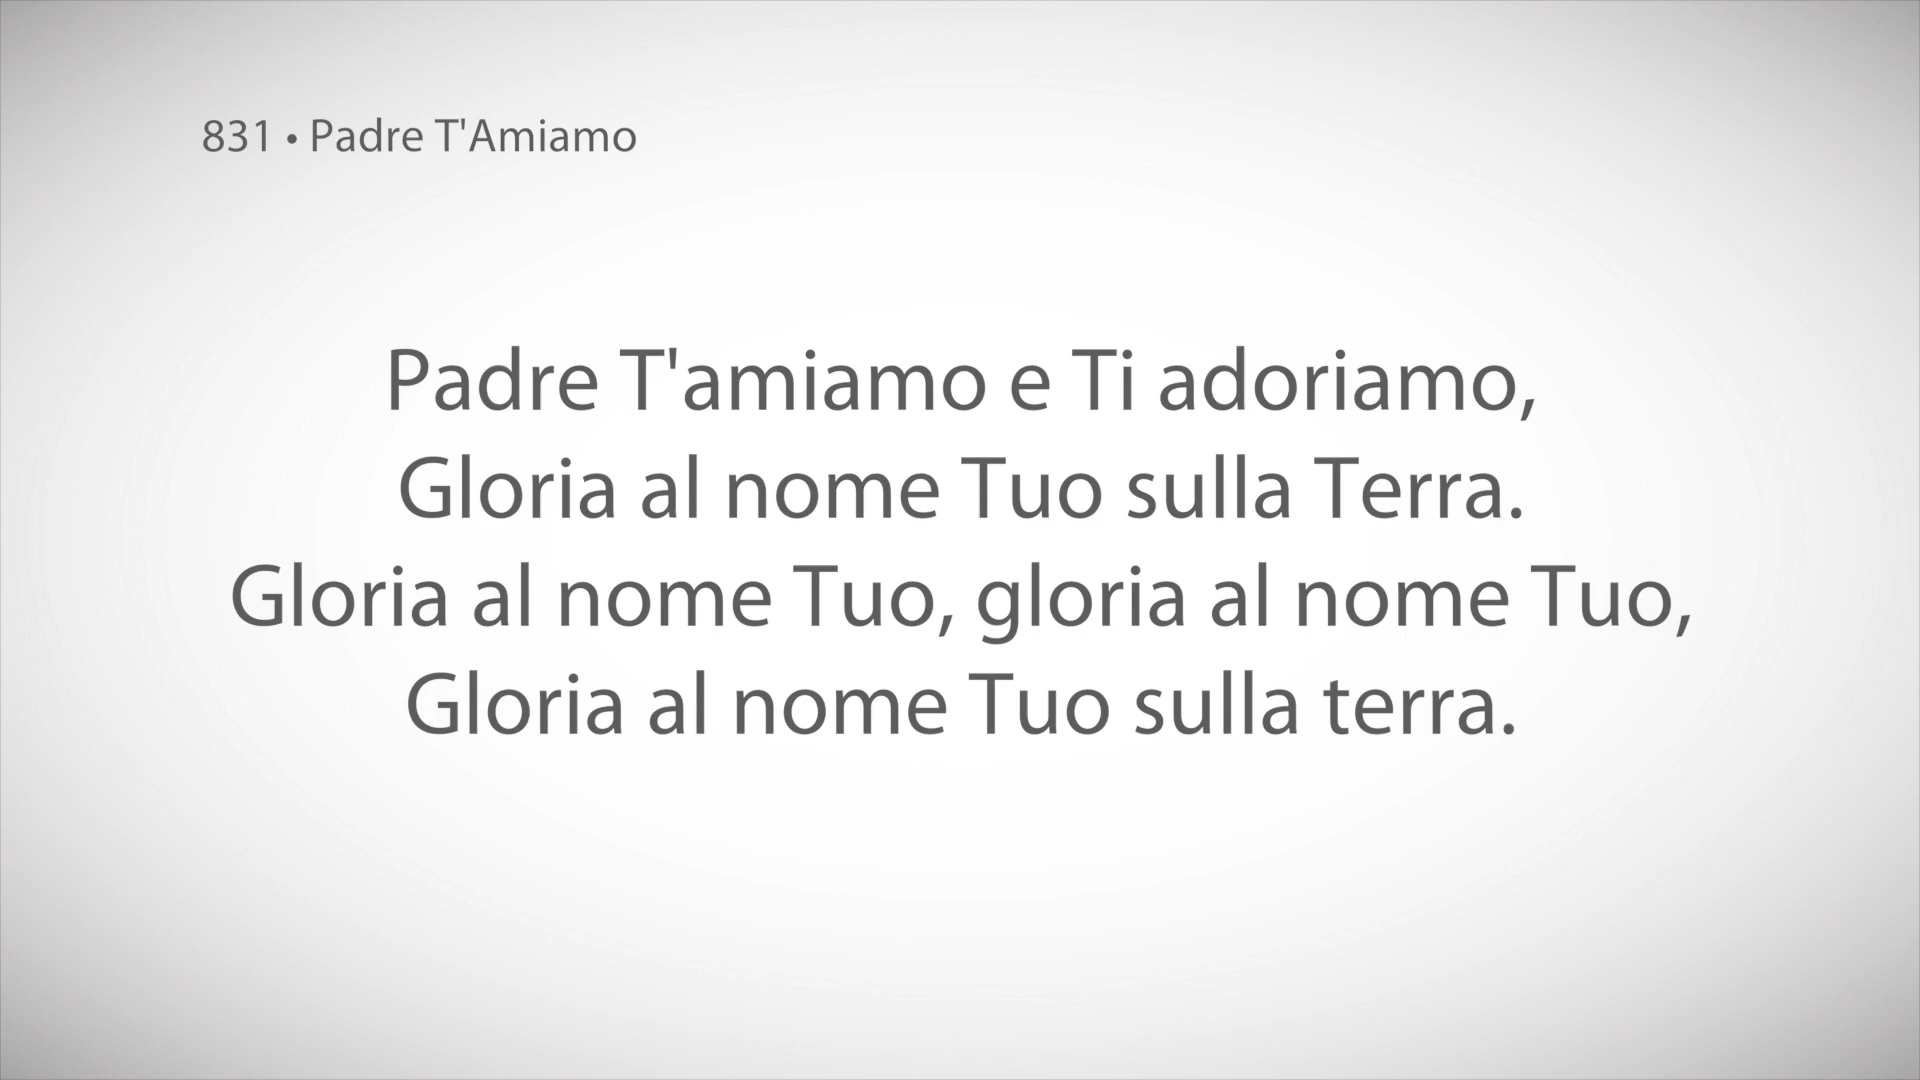 831 • Padre T'Amiamo
Padre T'amiamo e Ti adoriamo,
Gloria al nome Tuo sulla Terra.
Gloria al nome Tuo, gloria al nome Tuo,
Gloria al nome Tuo sulla terra.